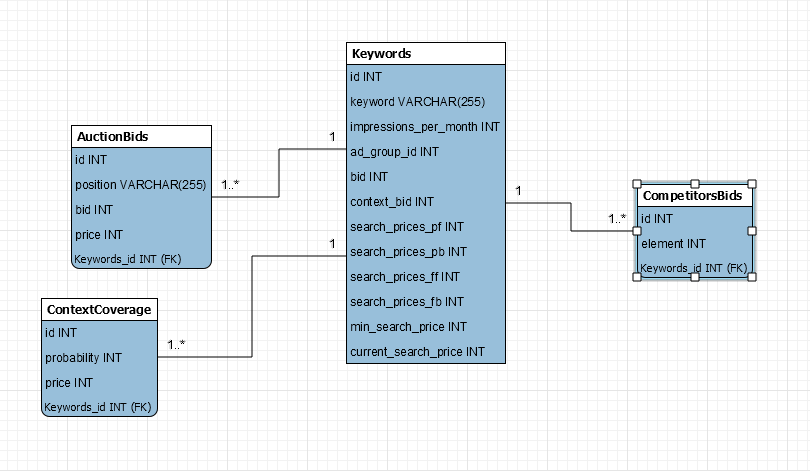 Keywords
id INT
keyword VARCHAR(255)
impressions_per_month INT
ad_group_id INT
bid INT
context_bid INT
search_prices_pf INT
search_prices_pb INT
search_prices_ff INT
search_prices_fb INT
min_search_price INT
current_search_price INT
AuctionBids
id INT
position VARCHAR(255)
bid INT
price INT
Keywords_id INT (FK)
1
1..*
ContextCoverage
id INT
probability INT
price INT
Keywords_id INT (FK)
1
1..*
CompetitorsBids
id INT
element INT
Keywords_id INT (FK)
1
1..*